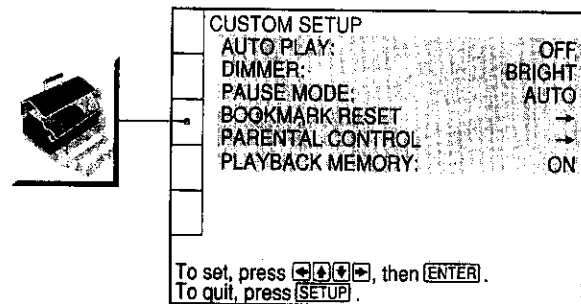 CUSTOM SETUP
AUTO PLAY: OFF
DIMMER: BRIGHT
PAUSE MODE: AUTO
BOOKMARK RESET →
PARENTAL CONTROL →
PLAYBACK MEMORY: ON
To set, press ←↑↓→, then ENTER.
To quit, press SETUP.